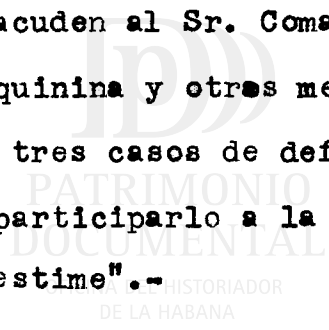 acuden al Sr. Coma
quinina y otras me
tres casos de def
participarlo a la
estime".-
PATRIMONIO
DOCUMENTAL
HISTORIADOR
DE LA HABANA